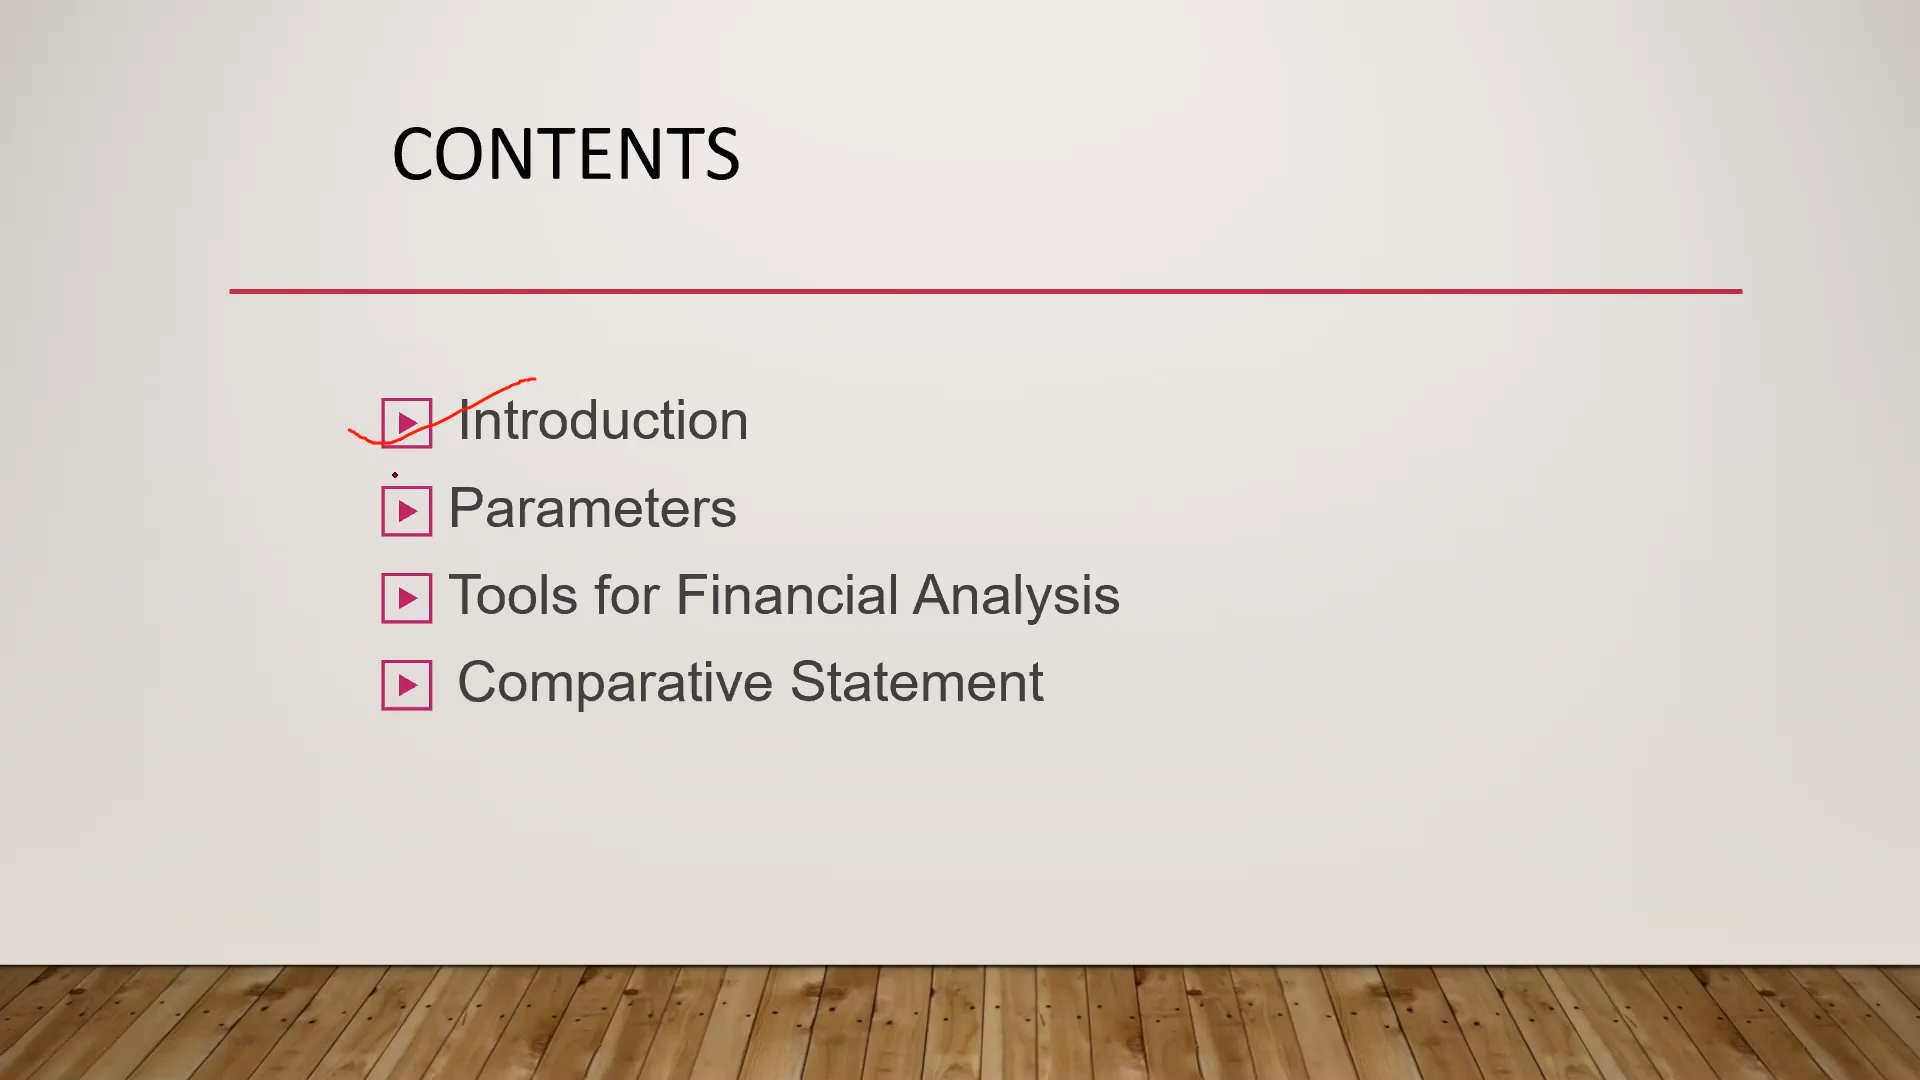 CONTENTS
Introduction
Parameters
Tools for Financial Analysis
Comparative Statement